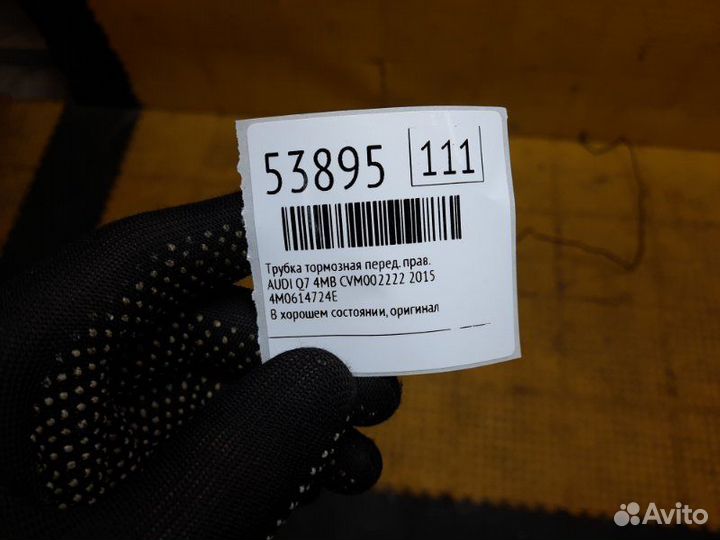 53895 111
Трубка тормозная перед. прав.
AUDI Q7 4MB CVM002222 2015
4M0614724E
В хорошем состоянии, оригинал
Avito